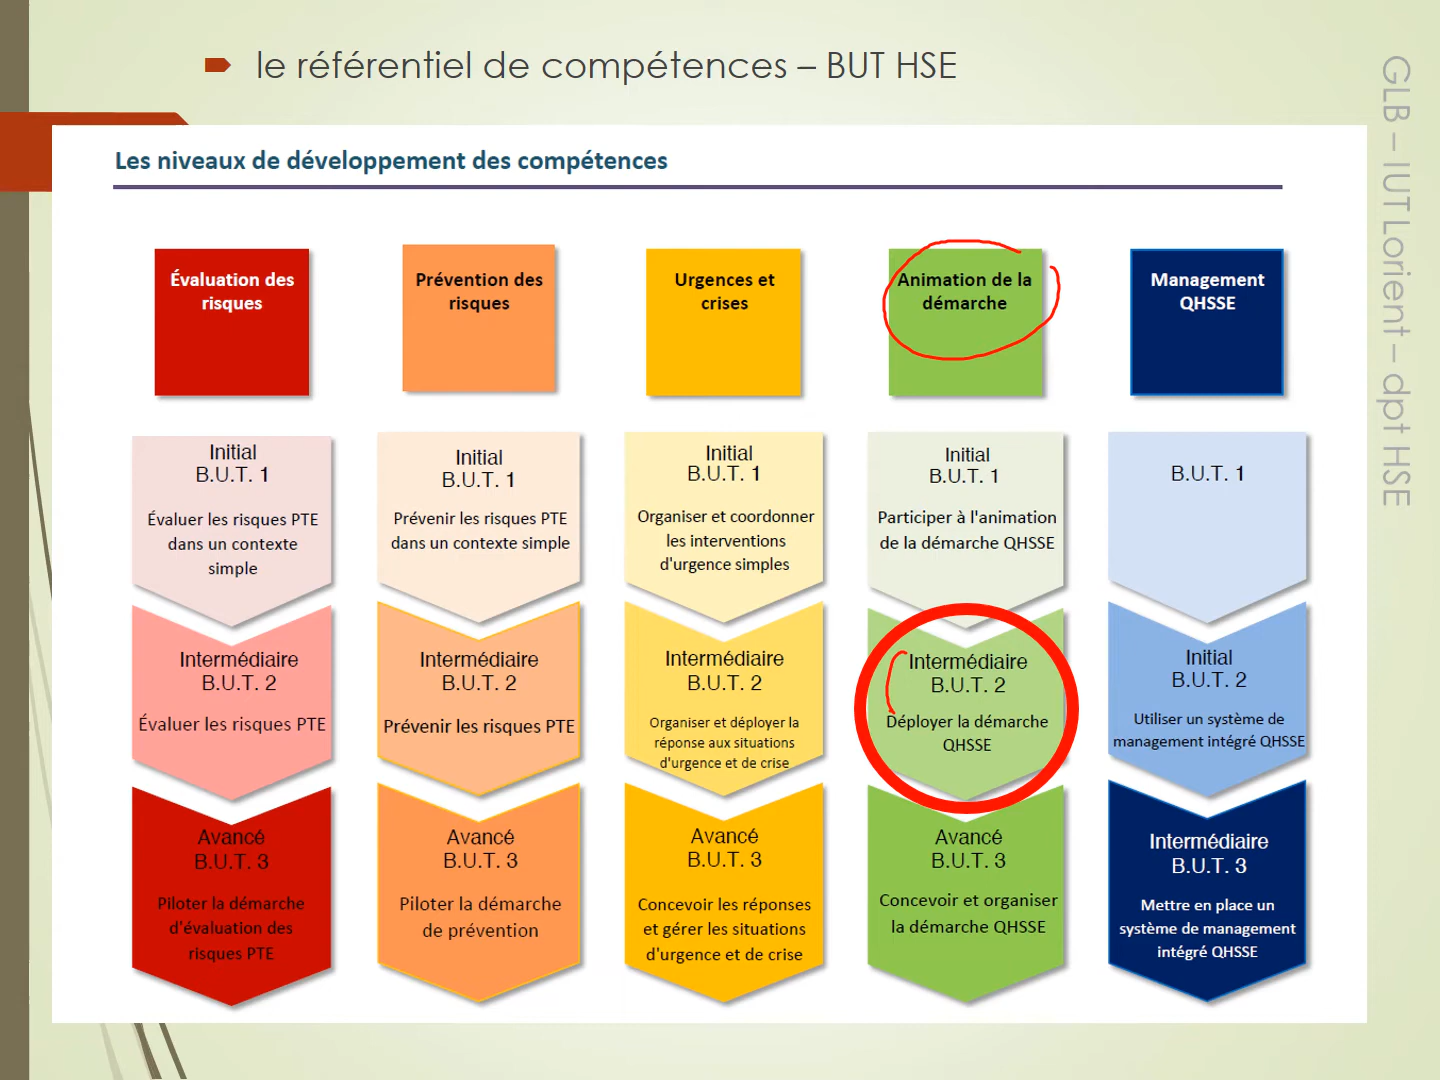 le référentiel de compétences – BUT HSE
GLB – IUT Lorient – dpt HSE
Les niveaux de développement des compétences
Évaluation des
risques
Prévention des
risques
Urgences et
crises
Animation de la
démarche
Management
QHSSE
Initial
B.U.T. 1
Évaluer les risques PTE
dans un contexte
simple
Initial
B.U.T. 1
Prévenir les risques PTE
dans un contexte simple
Initial
B.U.T. 1
Organiser et coordonner
les interventions
d'urgence simples
Initial
B.U.T. 1
Participer à l'animation
de la démarche QHSSE
B.U.T. 1
Intermédiaire
B.U.T. 2
Évaluer les risques PTE
Intermédiaire
B.U.T. 2
Prévenir les risques PTE
Intermédiaire
B.U.T. 2
Organiser et déployer la
réponse aux situations
d'urgence et de crise
Intermédiaire
B.U.T. 2
Déployer la démarche
QHSSE
Initial
B.U.T. 2
Utiliser un système de
management intégré QHSSE
Avancé
B.U.T. 3
Piloter la démarche
d'évaluation des
risques PTE
Avancé
B.U.T. 3
Piloter la démarche
de prévention
Avancé
B.U.T. 3
Concevoir les réponses
et gérer les situations
d'urgence et de crise
Avancé
B.U.T. 3
Concevoir et organiser
la démarche QHSSE
Intermédiaire
B.U.T. 3
Mettre en place un
système de management
intégré QHSSE